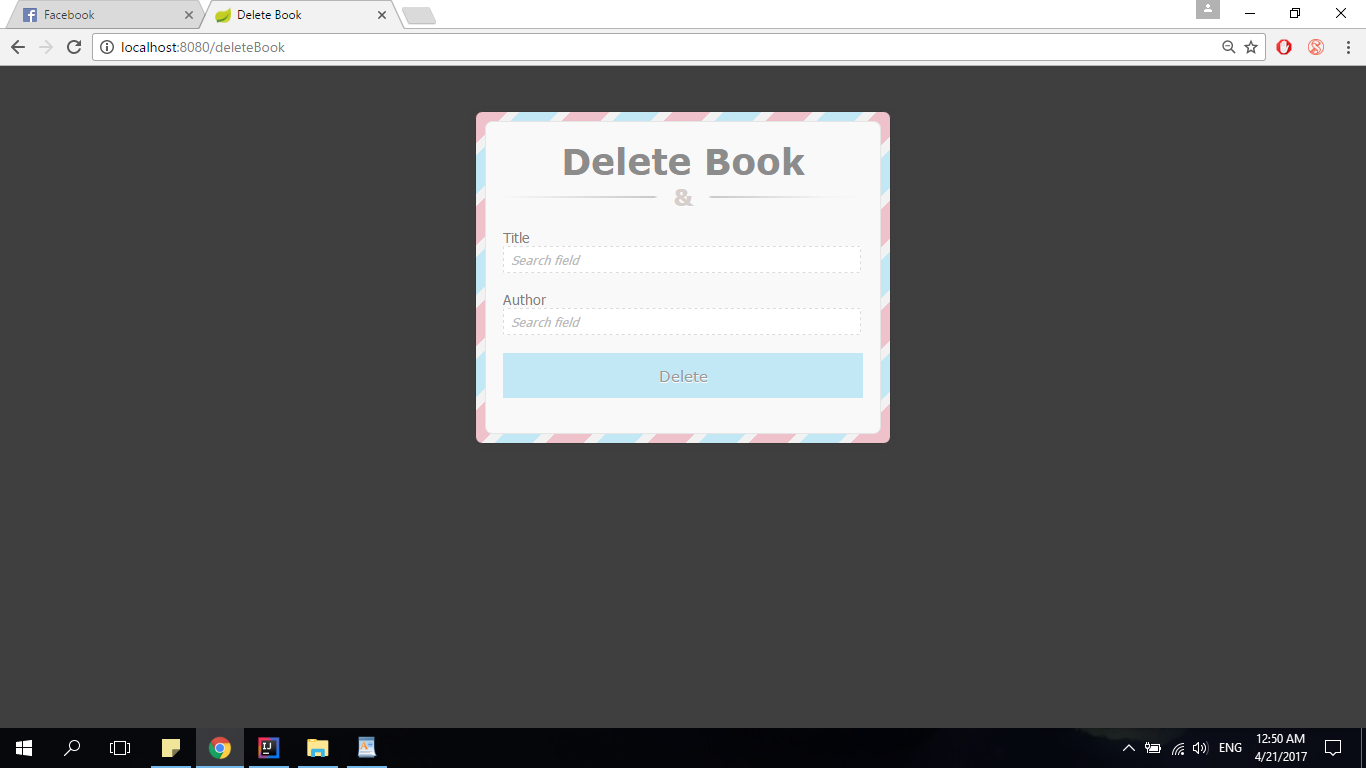 Facebook
Delete Book
localhost:8080/deleteBook
Delete Book
&
Title
Search field
Author
Search field
Delete
IJ
ENG
12:50 AM
4/21/2017